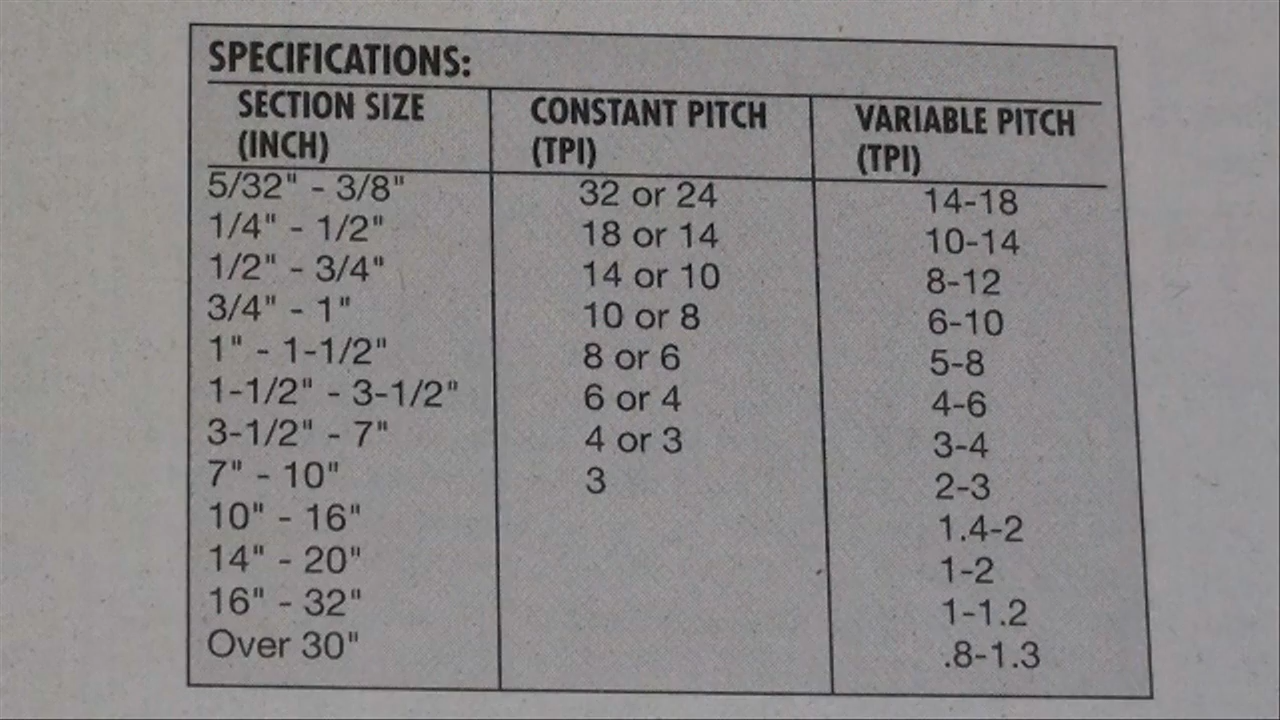 SPECIFICATIONS:
SECTION SIZE (INCH) CONSTANT PITCH (TPI) VARIABLE PITCH (TPI)
5/32" - 3/8" 32 or 24 14-18
1/4" - 1/2" 18 or 14 10-14
1/2" - 3/4" 14 or 10 8-12
3/4" - 1" 10 or 8 6-10
1" - 1-1/2" 8 or 6 5-8
1-1/2" - 3-1/2" 6 or 4 4-6
3-1/2" - 7" 4 or 3 3-4
7" - 10" 3 2-3
10" - 16" 1.4-2
14" - 20" 1-2
16" - 32" 1-1.2
Over 30" .8-1.3